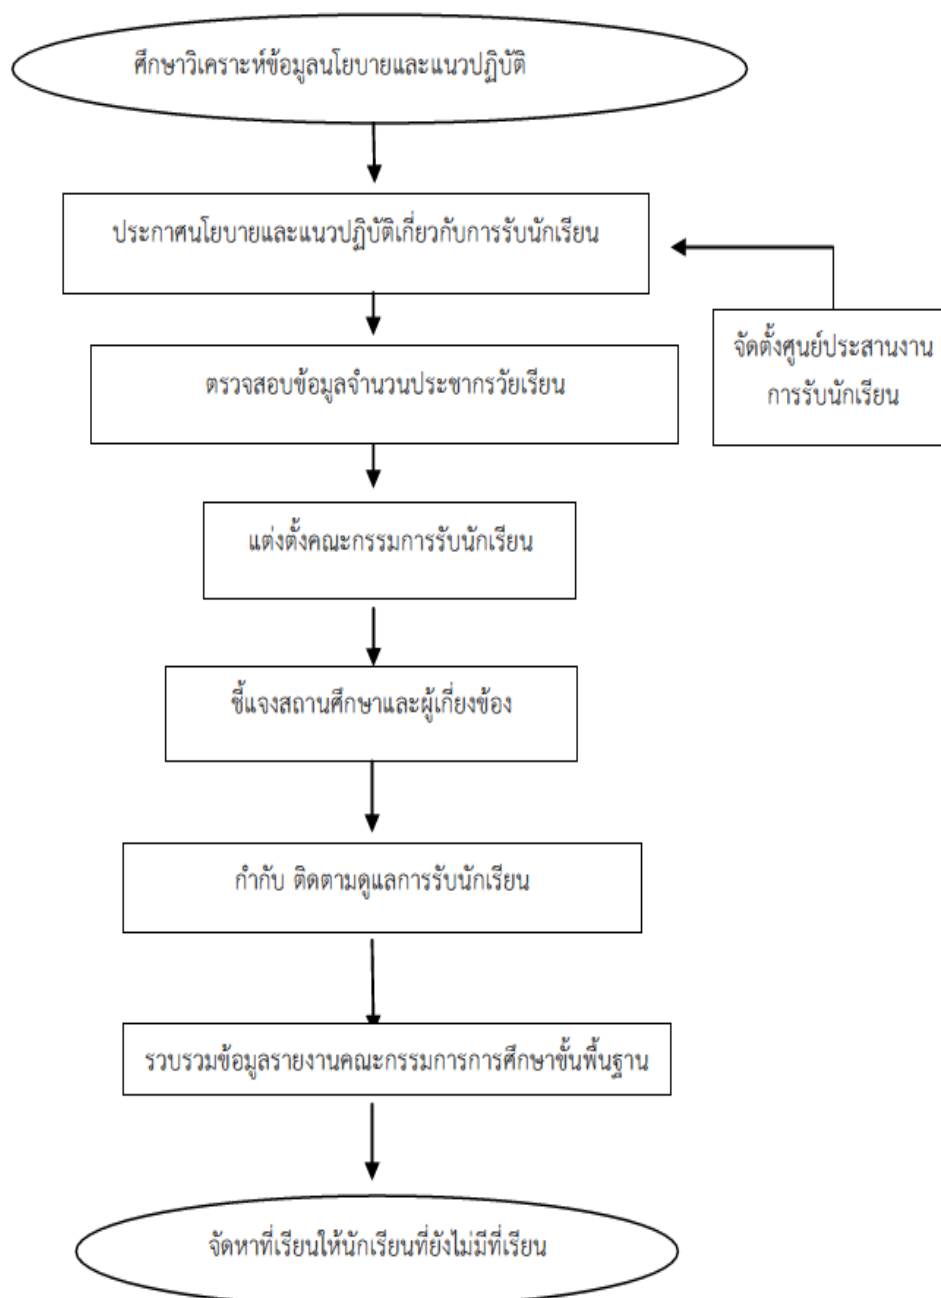 ศึกษาวิเคราะห์ข้อมูลนโยบายและแนวปฏิบัติ
ประกาศนโยบายและแนวปฏิบัติเกี่ยวกับการรับนักเรียน
จัดตั้งศูนย์ประสานงาน
การรับนักเรียน
ตรวจสอบข้อมูลจำนวนประชากรวัยเรียน
แต่งตั้งคณะกรรมการรับนักเรียน
ชี้แจงสถานศึกษาและผู้เกี่ยงข้อง
กำกับ ติดตามดูแลการรับนักเรียน
รวบรวมข้อมูลรายงานคณะกรรมการการศึกษาขั้นพื้นฐาน
จัดหาที่เรียนให้นักเรียนที่ยังไม่มีที่เรียน